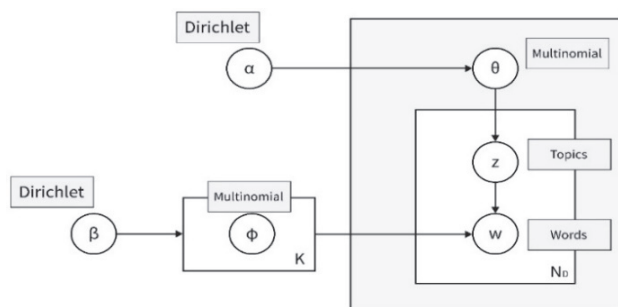 Dirichlet
α
θ
Multinomial
z
Topics
Dirichlet
β
Multinomial
ϕ
K
w
Words
N_D